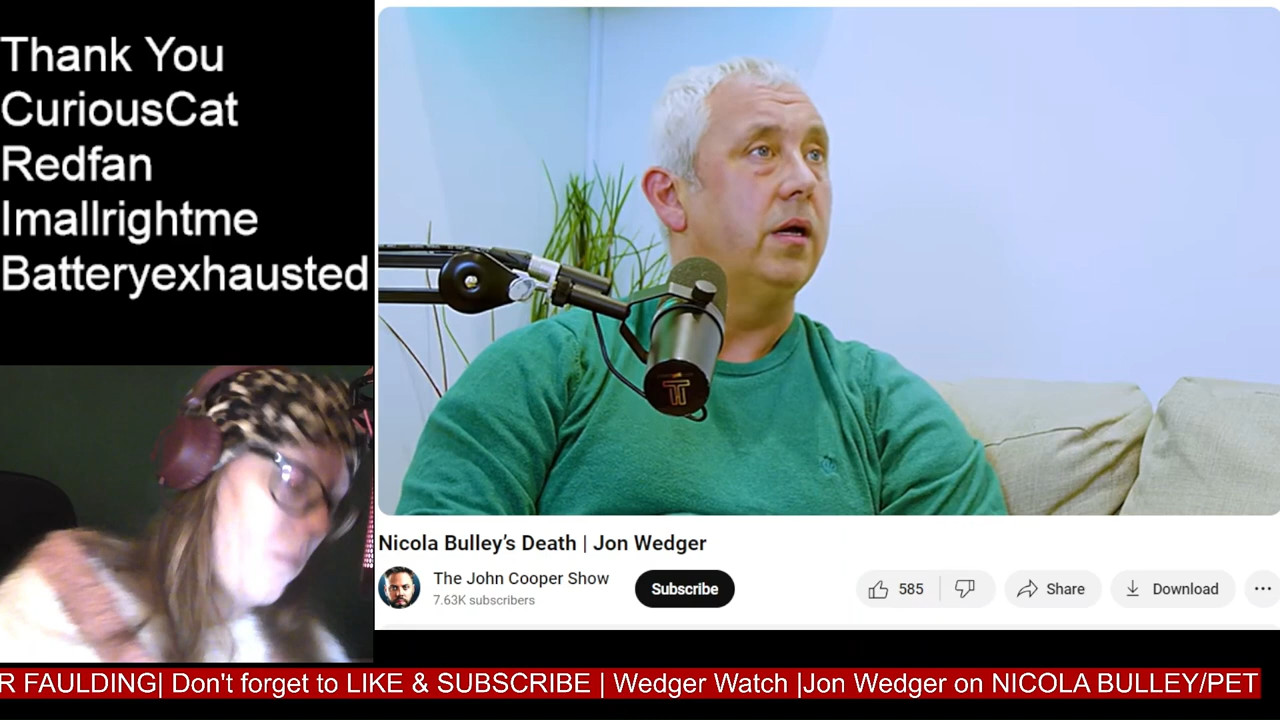 Thank You
CuriousCat
Redfan
Imallrightme
Batteryexhausted
Nicola Bulley's Death | Jon Wedger
The John Cooper Show
7.63K subscribers
Subscribe
585
Share
Download
R FAULDING| Don't forget to LIKE & SUBSCRIBE | Wedger Watch |Jon Wedger on NICOLA BULLEY/PET